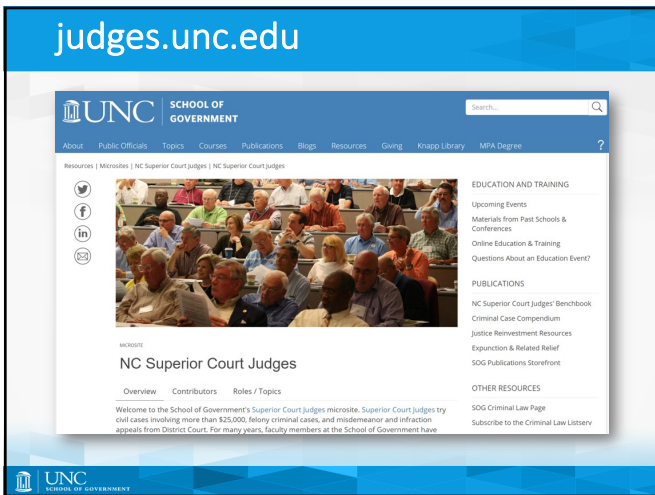 judges.unc.edu
UNC SCHOOL OF
GOVERNMENT
Search...
About Public Officials Topics Courses Publications Blogs Resources Giving Knapp Library MPA Degree ?
Resources | Microsites | NC Superior Court Judges | NC Superior Court Judges
MICROSITE
NC Superior Court Judges
Overview Contributors Roles / Topics
Welcome to the School of Government's Superior Court Judges microsite. Superior Court Judges try
civil cases involving more than $25,000, felony criminal cases, and misdemeanor and infraction
appeals from District Court. For many years, faculty members at the School of Government have
EDUCATION AND TRAINING
Upcoming Events
Materials from Past Schools &
Conferences
Online Education & Training
Questions About an Education Event?
PUBLICATIONS
NC Superior Court Judges' Benchbook
Criminal Case Compendium
Justice Reinvestment Resources
Expunction & Related Relief
SOG Publications Storefront
OTHER RESOURCES
SOG Criminal Law Page
Subscribe to the Criminal Law Listserv
UNC
SCHOOL OF GOVERNMENT